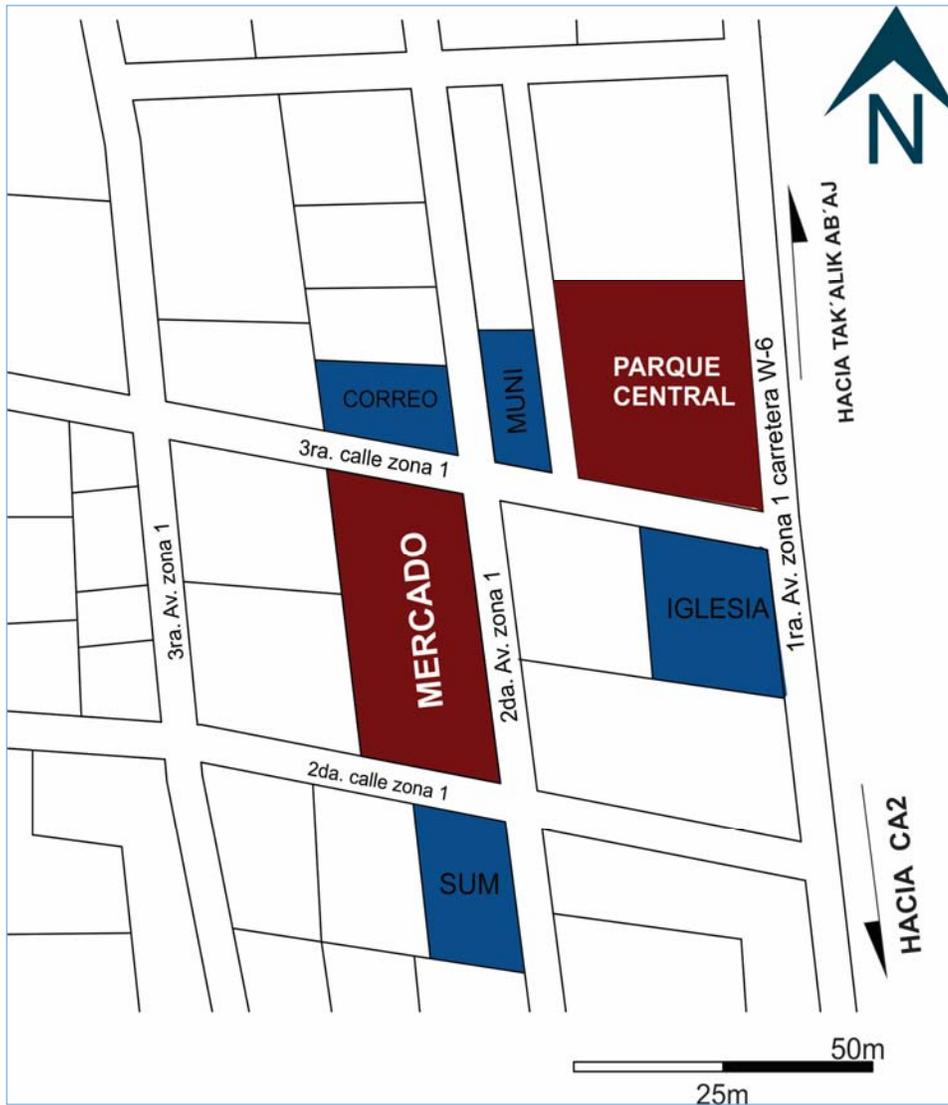 N
HACIA TAK´ALIK AB´AJ
PARQUE
CENTRAL
MUNI
CORREO
3ra. calle zona 1
1ra. Av. zona 1 carretera W-6
MERCADO
3ra. Av. zona 1
2da. Av. zona 1
IGLESIA
2da. calle zona 1
SUM
HACIA CA2
50m
25m